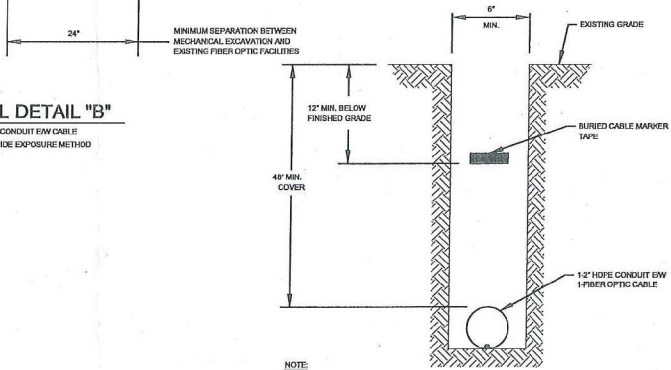 24"
MINIMUM SEPARATION BETWEEN
MECHANICAL EXCAVATION AND
EXISTING FIBER OPTIC FACILITIES
L DETAIL "B"
CONDUIT E/W CABLE
IDE EXPOSURE METHOD
6"
MIN.
EXISTING GRADE
12" MIN. BELOW
FINISHED GRADE
BURIED CABLE MARKER
TAPE
48" MIN.
COVER
1-2" HDPE CONDUIT E/W
1-FIBER OPTIC CABLE
NOTE: